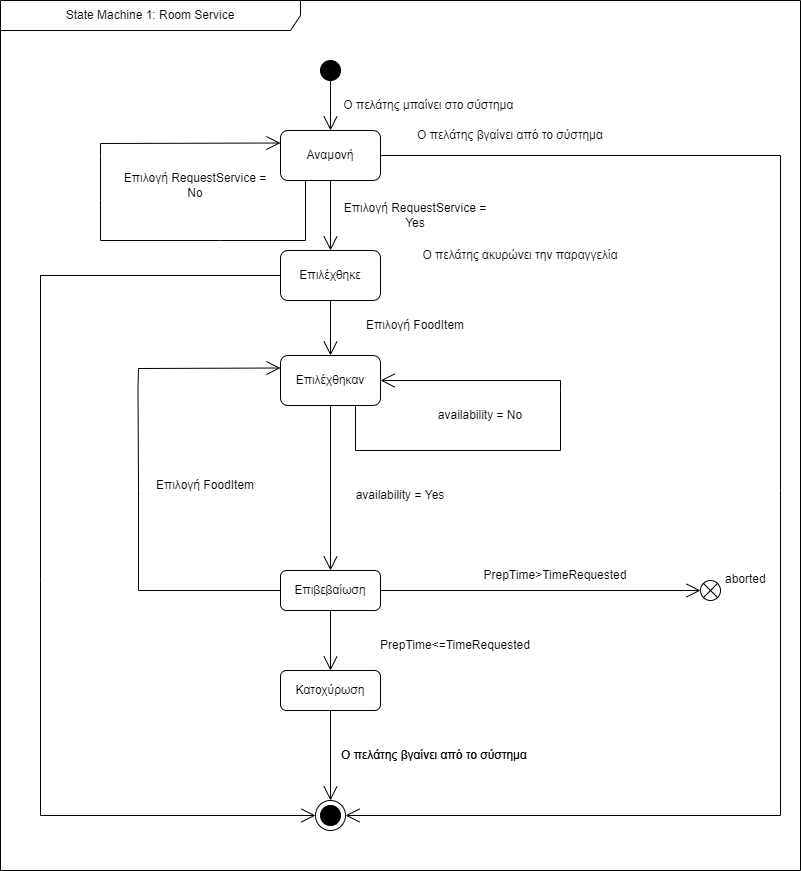 State Machine 1: Room Service
Ο πελάτης μπαίνει στο σύστημα
Ο πελάτης βγαίνει από το σύστημα
Αναμονή
Επιλογή RequestService =
No
Επιλογή RequestService =
Yes
Ο πελάτης ακυρώνει την παραγγελία
Επιλέχθηκε
Επιλογή FoodItem
Επιλέχθηκαν
availability = No
Επιλογή FoodItem
availability = Yes
PrepTime>TimeRequested
aborted
Επιβεβαίωση
PrepTime<=TimeRequested
Κατοχύρωση
Ο πελάτης βγαίνει από το σύστημα